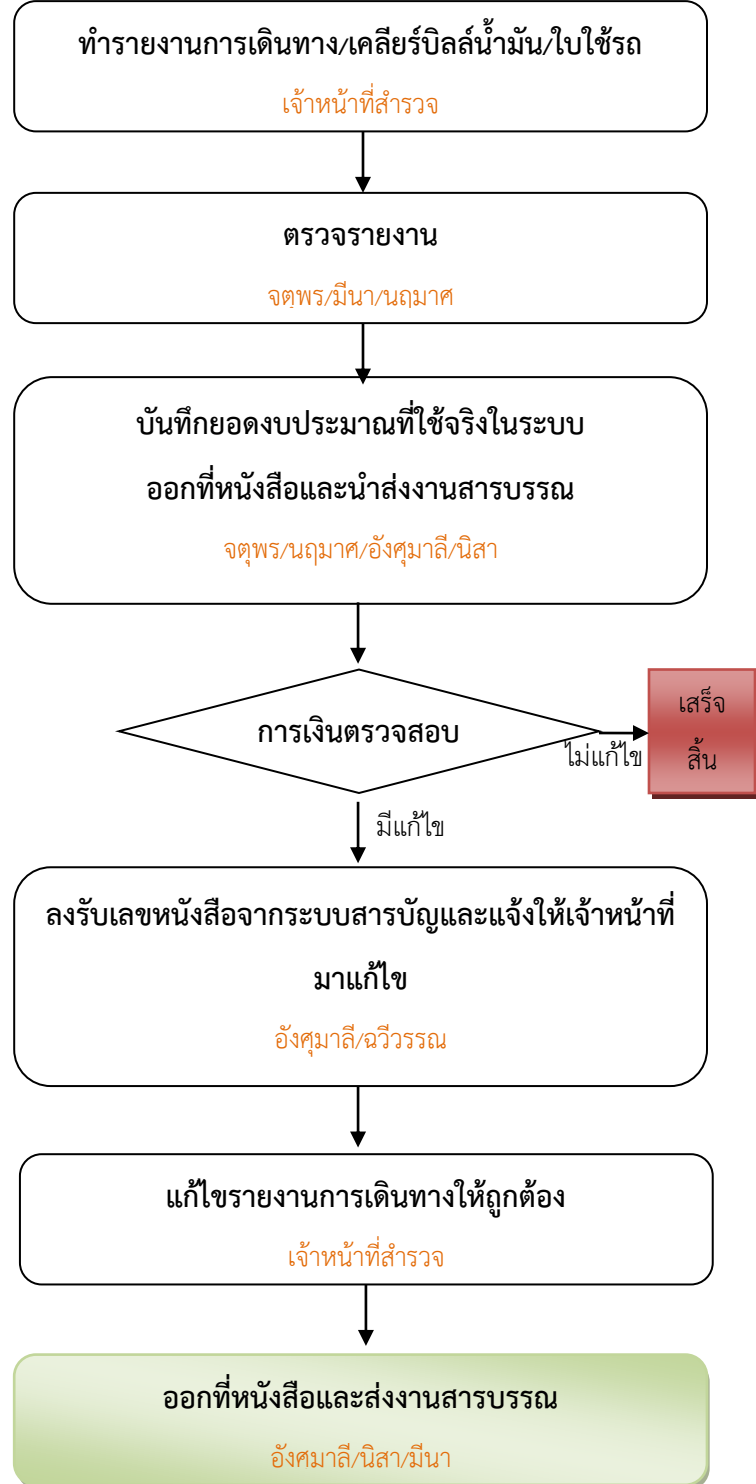 ทำรายงานการเดินทาง/เคลียร์บิลล์น้ำมัน/ใบใช้รถ
เจ้าหน้าที่สำรวจ
ตรวจรายงาน
จตุพร/มีนา/นฤมาศ
บันทึกยอดงบประมาณที่ใช้จริงในระบบ
ออกที่หนังสือและนำส่งงานสารบรรณ
จตุพร/นฤมาศ/อังศุมาลี/นิสา
การเงินตรวจสอบ
ไม่แก้ไข
เสร็จ
สิ้น
มีแก้ไข
ลงรับเลขหนังสือจากระบบสารบัญและแจ้งให้เจ้าหน้าที่
มาแก้ไข
อังศุมาลี/ฉวีวรรณ
แก้ไขรายงานการเดินทางให้ถูกต้อง
เจ้าหน้าที่สำรวจ
ออกที่หนังสือและส่งงานสารบรรณ
อังศมาลี/นิสา/มีนา